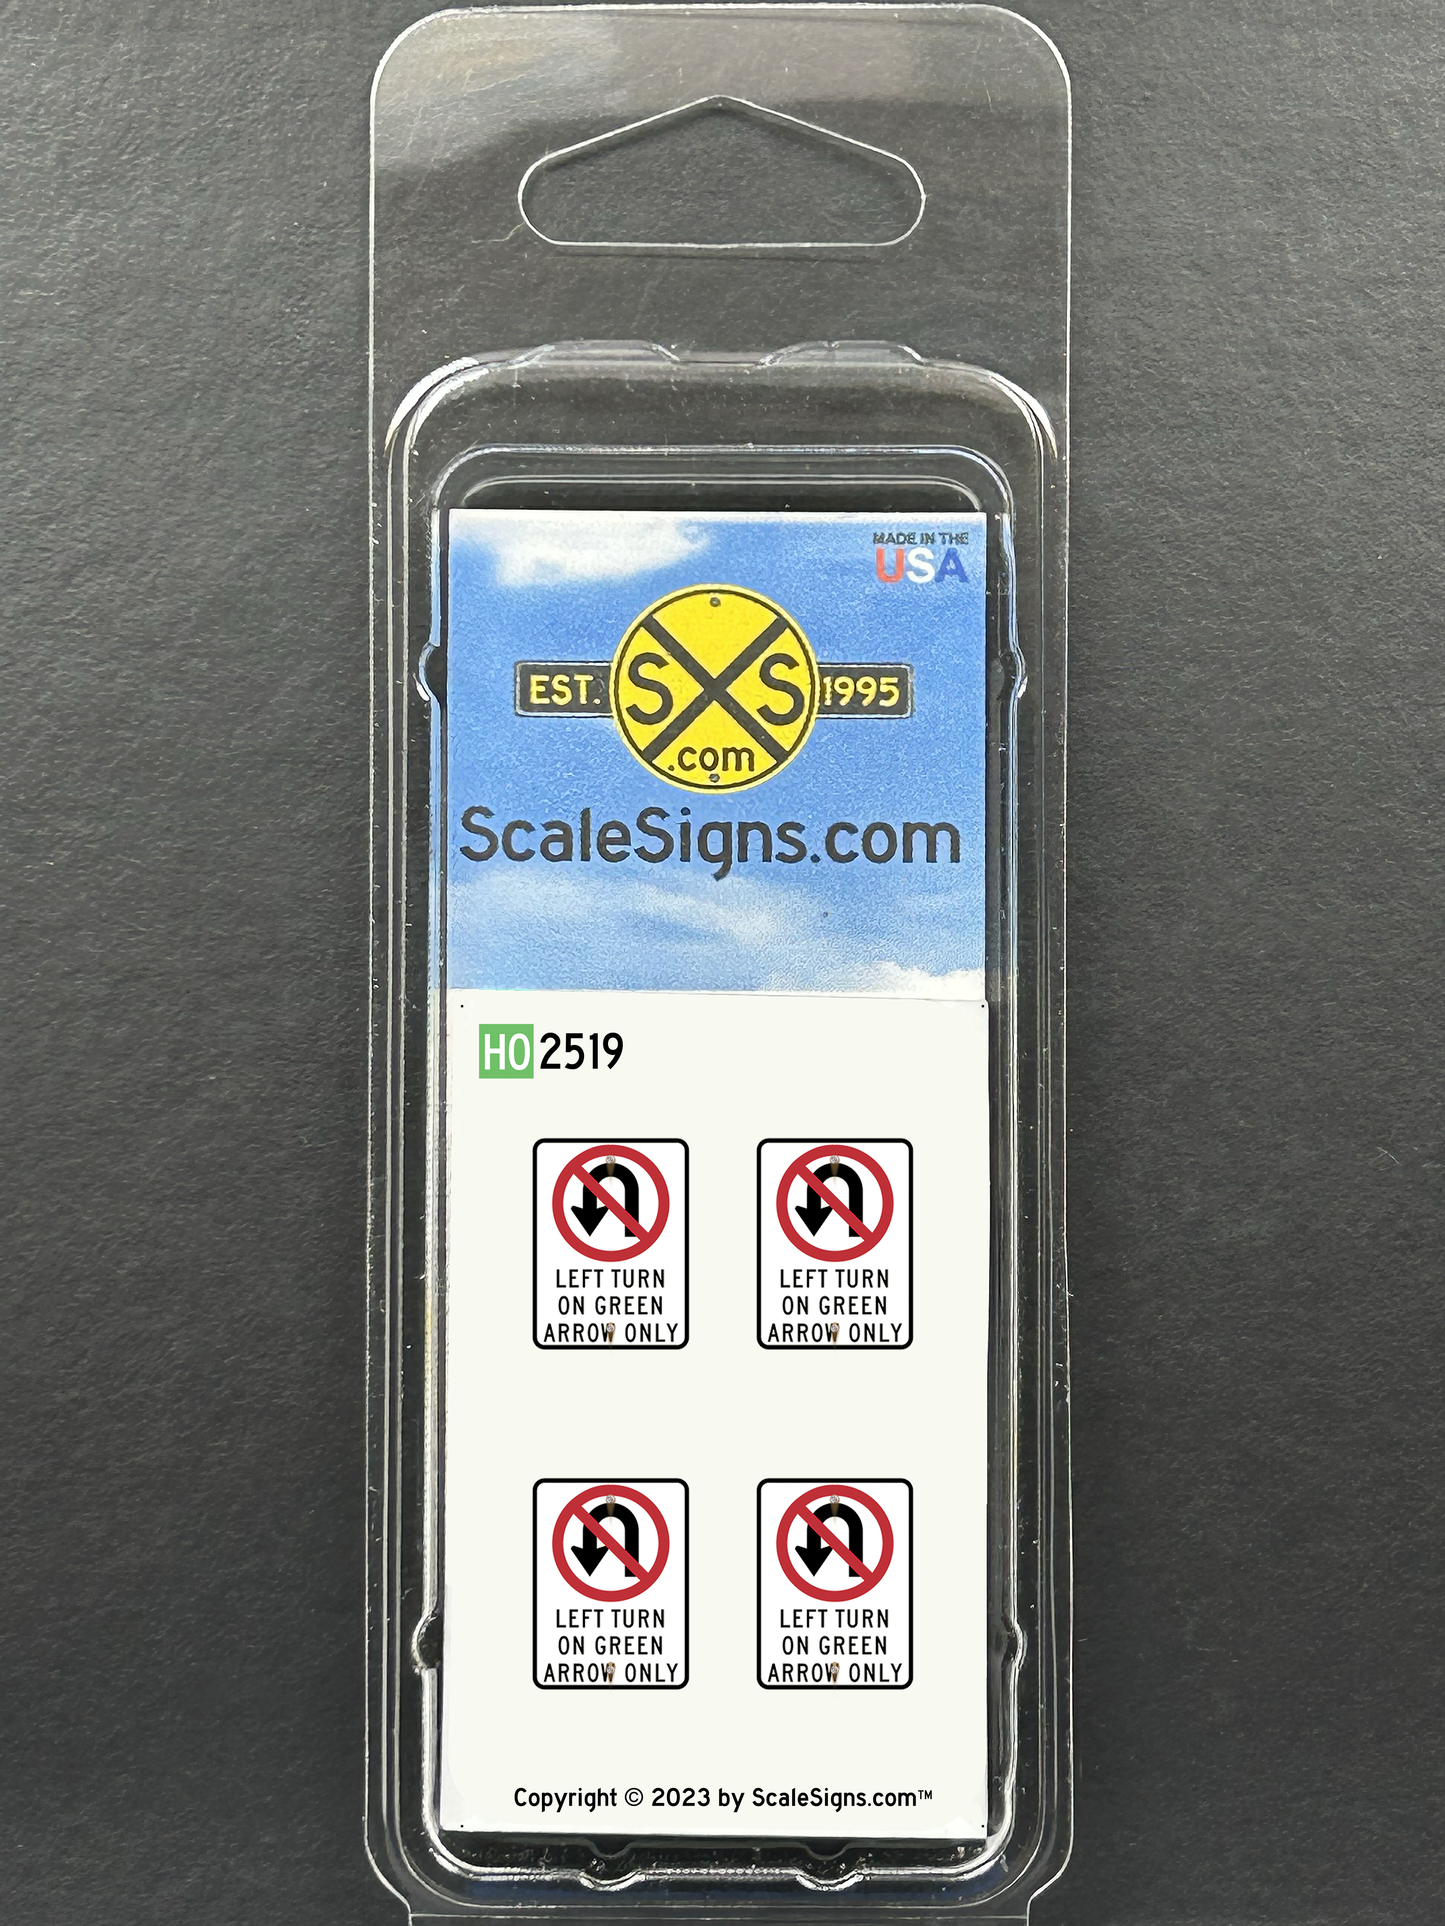 MADE IN THE
USA
EST. S S 1995
.com
ScaleSigns.com
HO 2519
LEFT TURN
ON GREEN
ARROW ONLY
LEFT TURN
ON GREEN
ARROW ONLY
LEFT TURN
ON GREEN
ARROW ONLY
LEFT TURN
ON GREEN
ARROW ONLY
Copyright © 2023 by ScaleSigns.com™